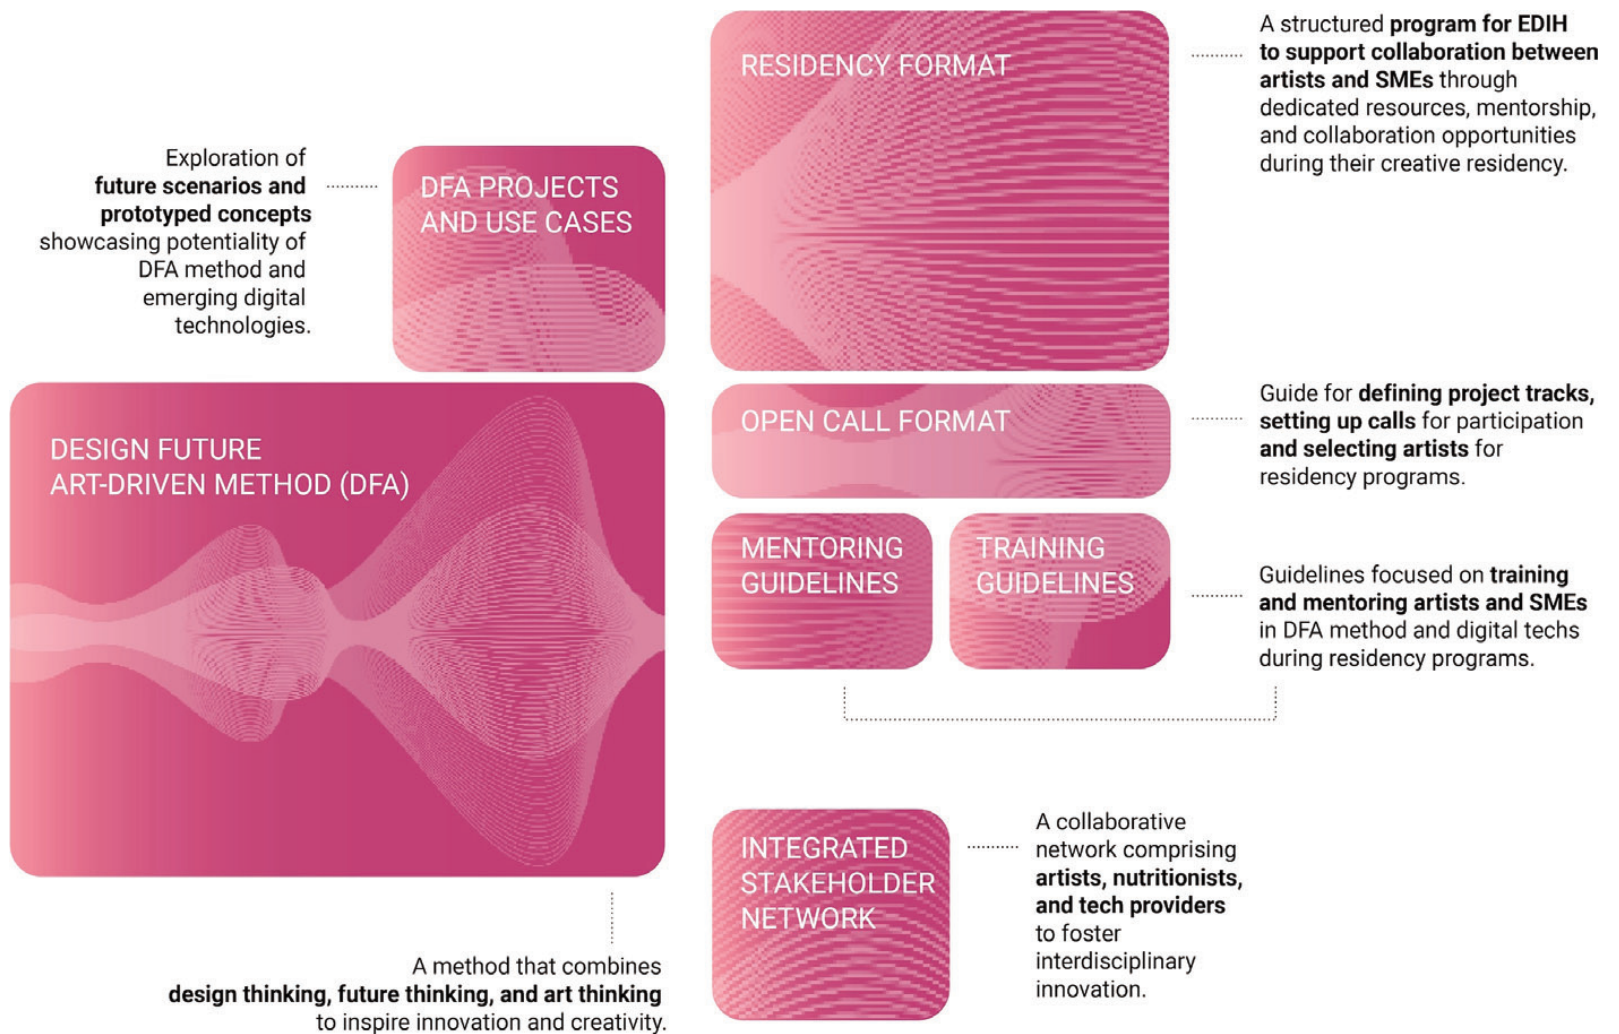 RESIDENCY FORMAT
A structured program for EDIH
to support collaboration between
artists and SMEs through
dedicated resources, mentorship,
and collaboration opportunities
during their creative residency.
Exploration of
future scenarios and
prototyped concepts
showcasing potentiality of
DFA method and
emerging digital
technologies.
DFA PROJECTS
AND USE CASES
DESIGN FUTURE
ART-DRIVEN METHOD (DFA)
OPEN CALL FORMAT
Guide for defining project tracks,
setting up calls for participation
and selecting artists for
residency programs.
MENTORING
GUIDELINES
TRAINING
GUIDELINES
Guidelines focused on training
and mentoring artists and SMEs
in DFA method and digital techs
during residency programs.
INTEGRATED
STAKEHOLDER
NETWORK
A collaborative
network comprising
artists, nutritionists,
and tech providers
to foster
interdisciplinary
innovation.
A method that combines
design thinking, future thinking, and art thinking
to inspire innovation and creativity.